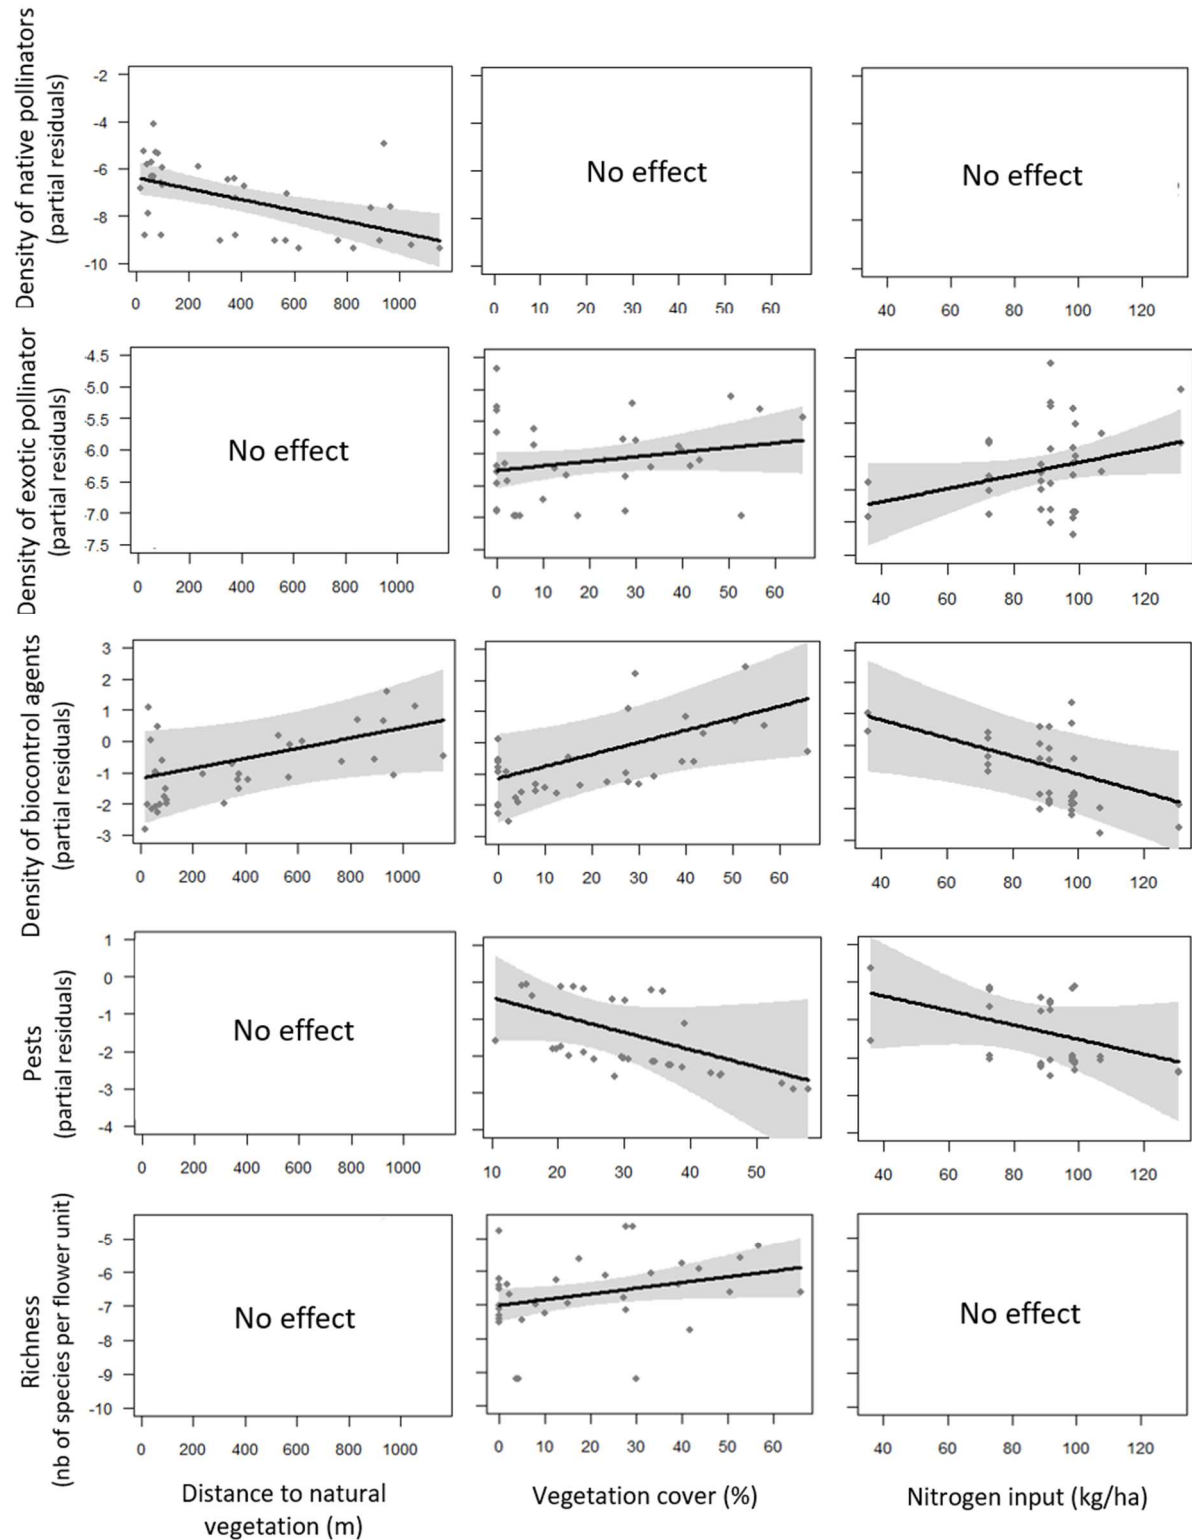 Density of native pollinators
(partial residuals)
-2
-4
-6
-8
-10
0 200 400 600 800 1000
No effect
0 10 20 30 40 50 60
No effect
40 60 80 100 120
Density of exotic pollinator
(partial residuals)
-4.5
-5.0
-5.5
-6.0
-6.5
-7.0
-7.5
No effect
0 200 400 600 800 1000
0 10 20 30 40 50 60
40 60 80 100 120
Density of biocontrol agents
(partial residuals)
3
2
1
0
-1
-2
-3
0 200 400 600 800 1000
0 10 20 30 40 50 60
40 60 80 100 120
Pests
(partial residuals)
1
0
-1
-2
-3
-4
No effect
0 200 400 600 800 1000
10 20 30 40 50
40 60 80 100 120
Richness
(nb of species per flower unit)
-5
-6
-7
-8
-9
-10
No effect
0 200 400 600 800 1000
0 10 20 30 40 50 60
No effect
40 60 80 100 120
Distance to natural
vegetation (m)
Vegetation cover (%)
Nitrogen input (kg/ha)